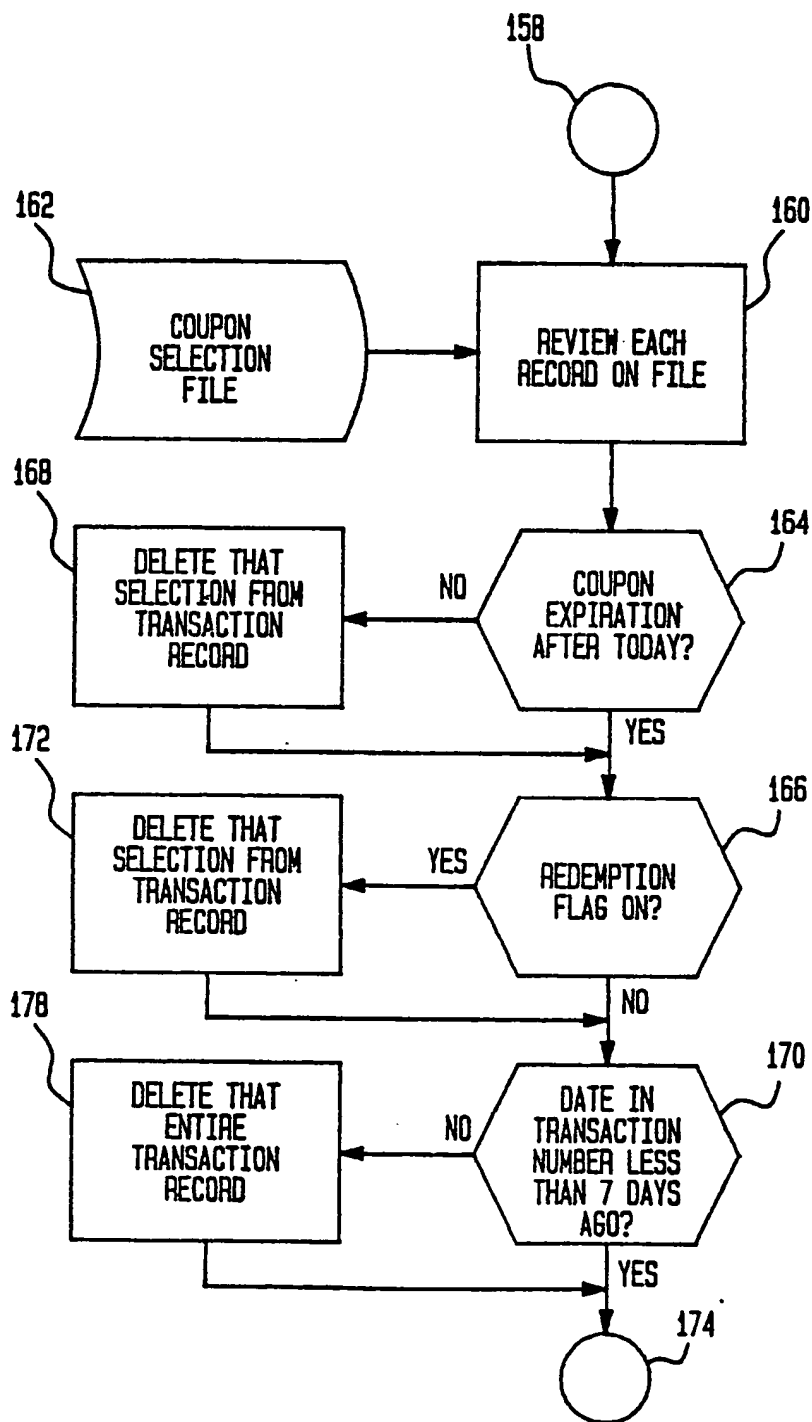 158
162
160
COUPON
SELECTION
FILE
REVIEW EACH
RECORD ON FILE
168
164
DELETE THAT
SELECTION FROM
TRANSACTION
RECORD
NO
COUPON
EXPIRATION
AFTER TODAY?
YES
172
166
DELETE THAT
SELECTION FROM
TRANSACTION
RECORD
YES
REDEMPTION
FLAG ON?
NO
178
170
DELETE THAT
ENTIRE
TRANSACTION
RECORD
NO
DATE IN
TRANSACTION
NUMBER LESS
THAN 7 DAYS
AGO?
YES
174